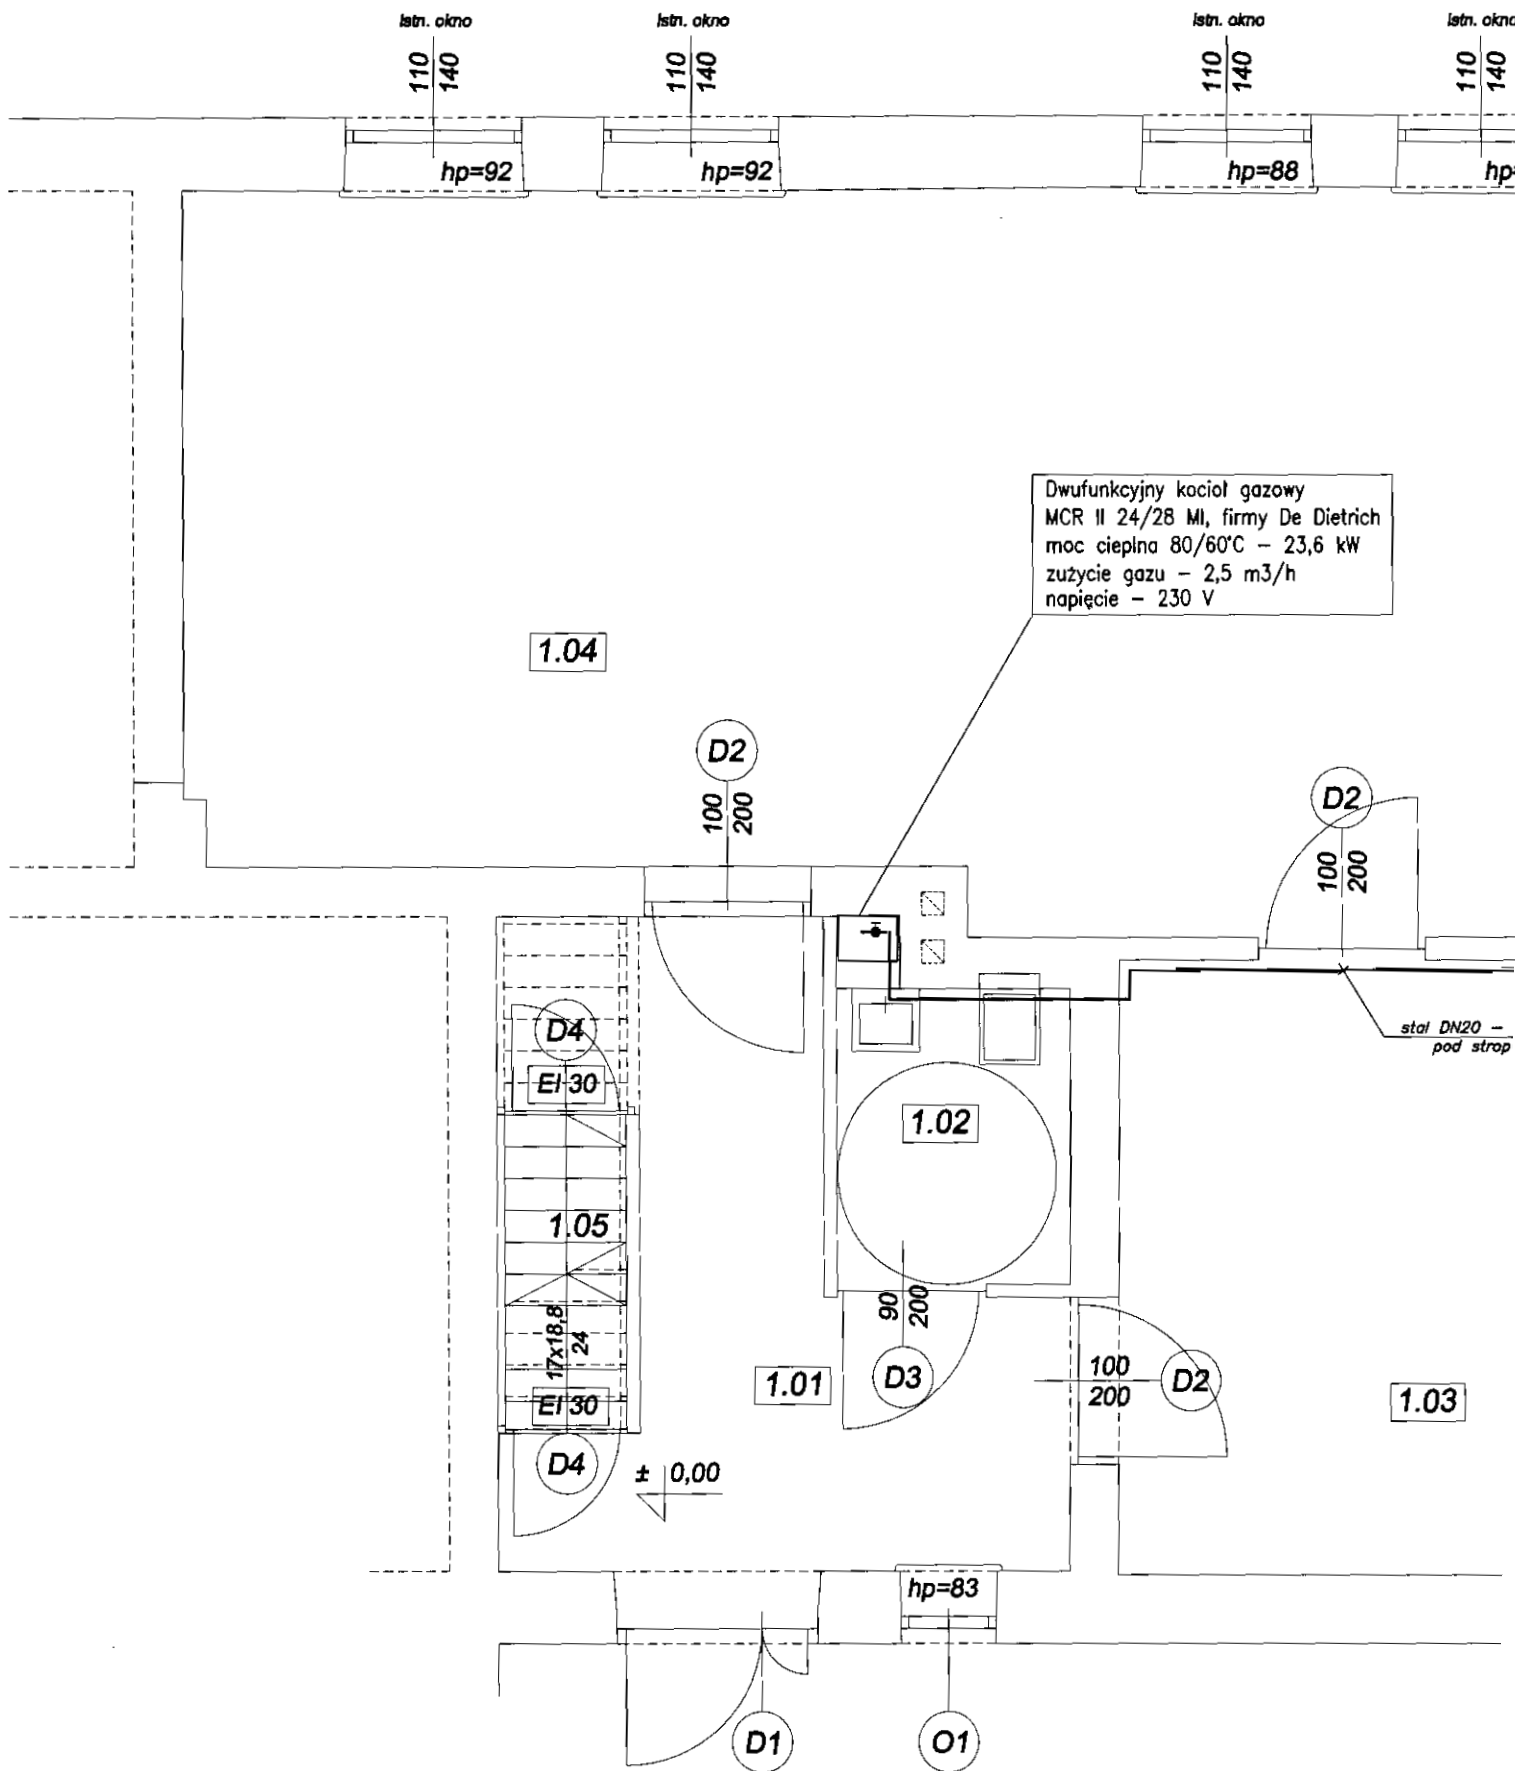 Istn. okno
110
140
Istn. okno
110
140
Istn. okno
110
140
Istn. okno
110
140
hp=92
hp=92
hp=88
hp=
Dwufunkcyjny kocioł gazowy
MCR II 24/28 MI, firmy De Dietrich
moc cieplna 80/60°C – 23,6 kW
zużycie gazu – 2,5 m3/h
napięcie – 230 V
1.04
D2
100
200
D2
100
200
stal DN20 –
pod strop
D4
EI 30
1.02
1.05
17x18,8
24
EI 30
D4
90
200
D3
1.01
100
200
D2
1.03
± 0,00
hp=83
D1
O1